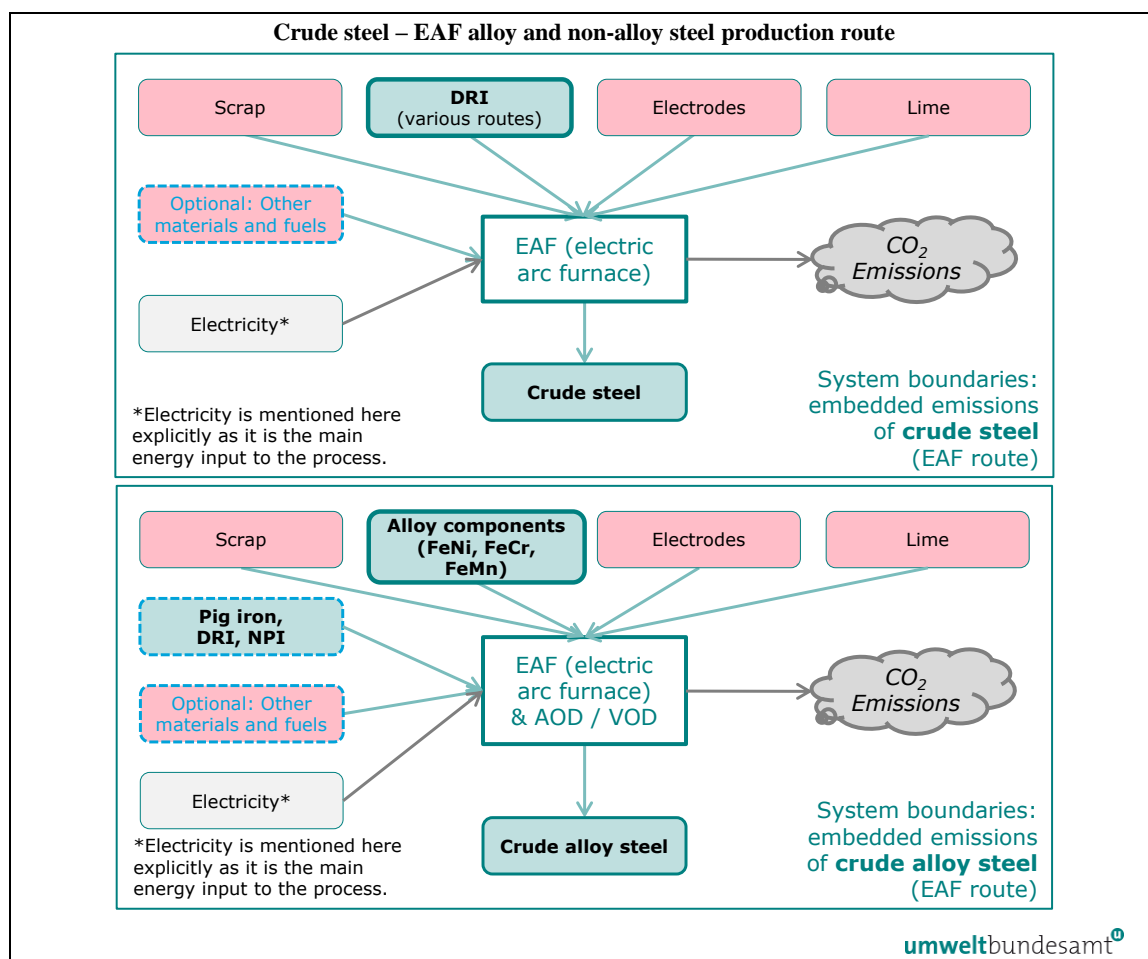 Crude steel – EAF alloy and non-alloy steel production route
Scrap
DRI
(various routes)
Electrodes
Lime
Optional: Other
materials and fuels
EAF (electric
arc furnace)
CO2
Emissions
Electricity*
Crude steel
*Electricity is mentioned here
explicitly as it is the main
energy input to the process.
System boundaries:
embedded emissions
of crude steel
(EAF route)
Scrap
Alloy components
(FeNi, FeCr,
FeMn)
Electrodes
Lime
Pig iron,
DRI, NPI
Optional: Other
materials and fuels
EAF (electric
arc furnace)
& AOD / VOD
CO2
Emissions
Electricity*
Crude alloy steel
*Electricity is mentioned here
explicitly as it is the main
energy input to the process.
System boundaries:
embedded emissions
of crude alloy steel
(EAF route)
umweltbundesamt u